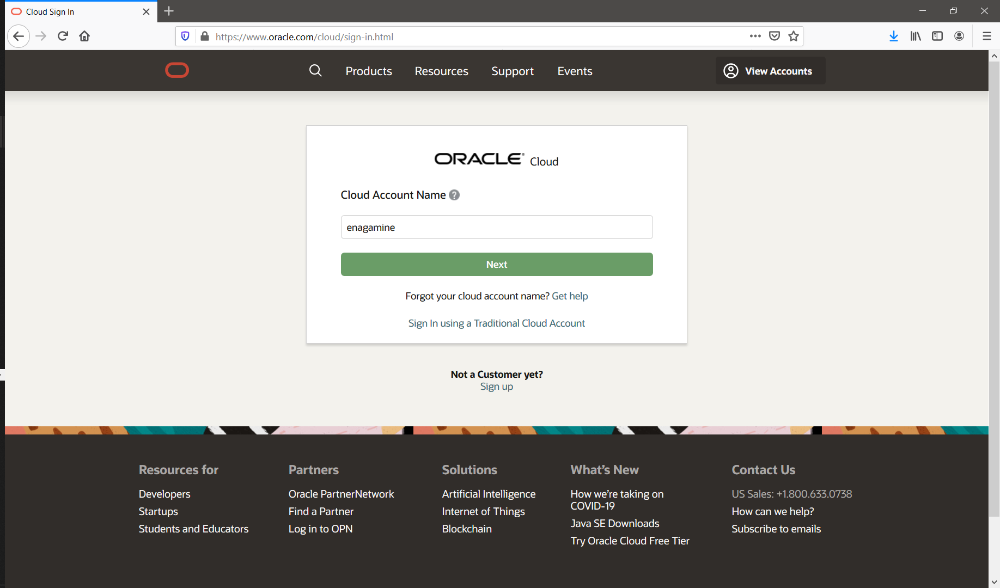 Cloud Sign In
https://www.oracle.com/cloud/sign-in.html
Products Resources Support Events View Accounts
ORACLE Cloud
Cloud Account Name ?
enagamine
Next
Forgot your cloud account name? Get help
Sign In using a Traditional Cloud Account
Not a Customer yet?
Sign up
Resources for
Developers
Startups
Students and Educators
Partners
Oracle PartnerNetwork
Find a Partner
Log in to OPN
Solutions
Artificial Intelligence
Internet of Things
Blockchain
What's New
How we're taking on
COVID-19
Java SE Downloads
Try Oracle Cloud Free Tier
Contact Us
US Sales: +1.800.633.0738
How can we help?
Subscribe to emails